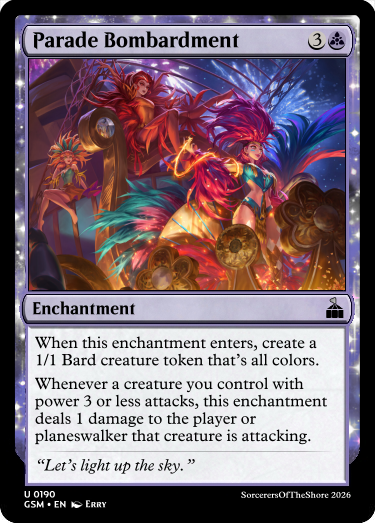 Parade Bombardment 3
Enchantment
When this enchantment enters, create a
1/1 Bard creature token that's all colors.
Whenever a creature you control with
power 3 or less attacks, this enchantment
deals 1 damage to the player or
planeswalker that creature is attacking.
“Let's light up the sky.”
U 0190
GSM • EN Erry
SorcerersOfTheShore 2026